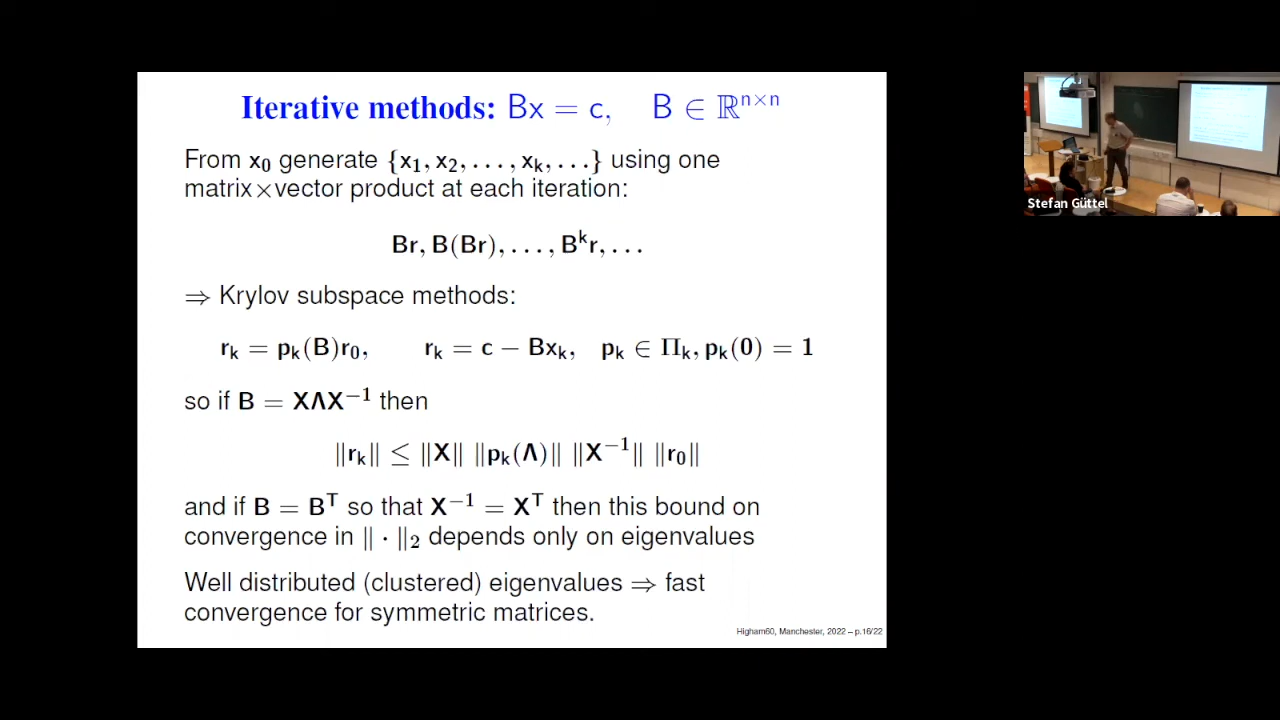 Iterative methods: Bx = c, B ∈ ℝⁿˣⁿ
From x₀ generate {x₁, x₂, . . . , xₖ, . . .} using one
matrix×vector product at each iteration:
Br, B(Br), . . . , Bᵏr, . . .
⇒ Krylov subspace methods:
rₖ = pₖ(B)r₀, rₖ = c − Bxₖ, pₖ ∈ Πₖ, pₖ(0) = 1
so if B = XΛX⁻¹ then
‖rₖ‖ ≤ ‖X‖ ‖pₖ(Λ)‖ ‖X⁻¹‖ ‖r₀‖
and if B = Bᵀ so that X⁻¹ = Xᵀ then this bound on
convergence in ‖ · ‖₂ depends only on eigenvalues
Well distributed (clustered) eigenvalues ⇒ fast
convergence for symmetric matrices.
Higham60, Manchester, 2022 – p.16/22
Stefan Güttel